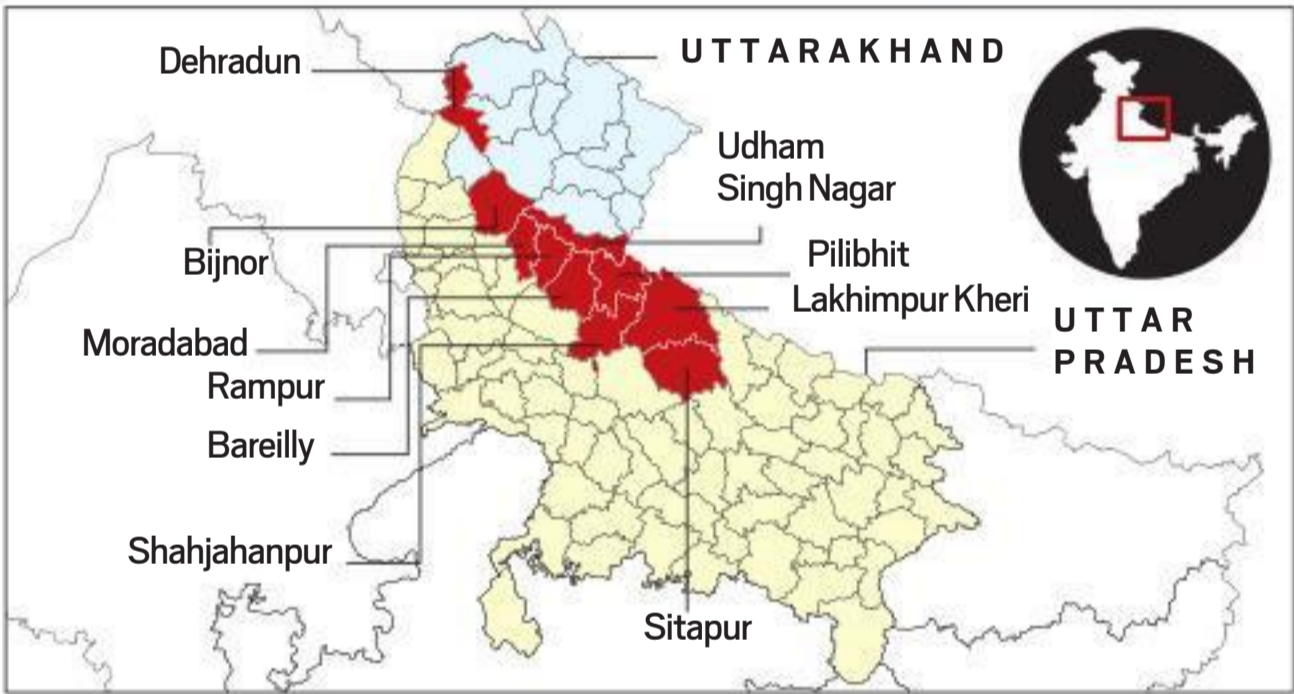 Dehradun
UTTARAKHAND
Udham
Singh Nagar
Bijnor
Pilibhit
Lakhimpur Kheri
UTTAR
PRADESH
Moradabad
Rampur
Bareilly
Shahjahanpur
Sitapur